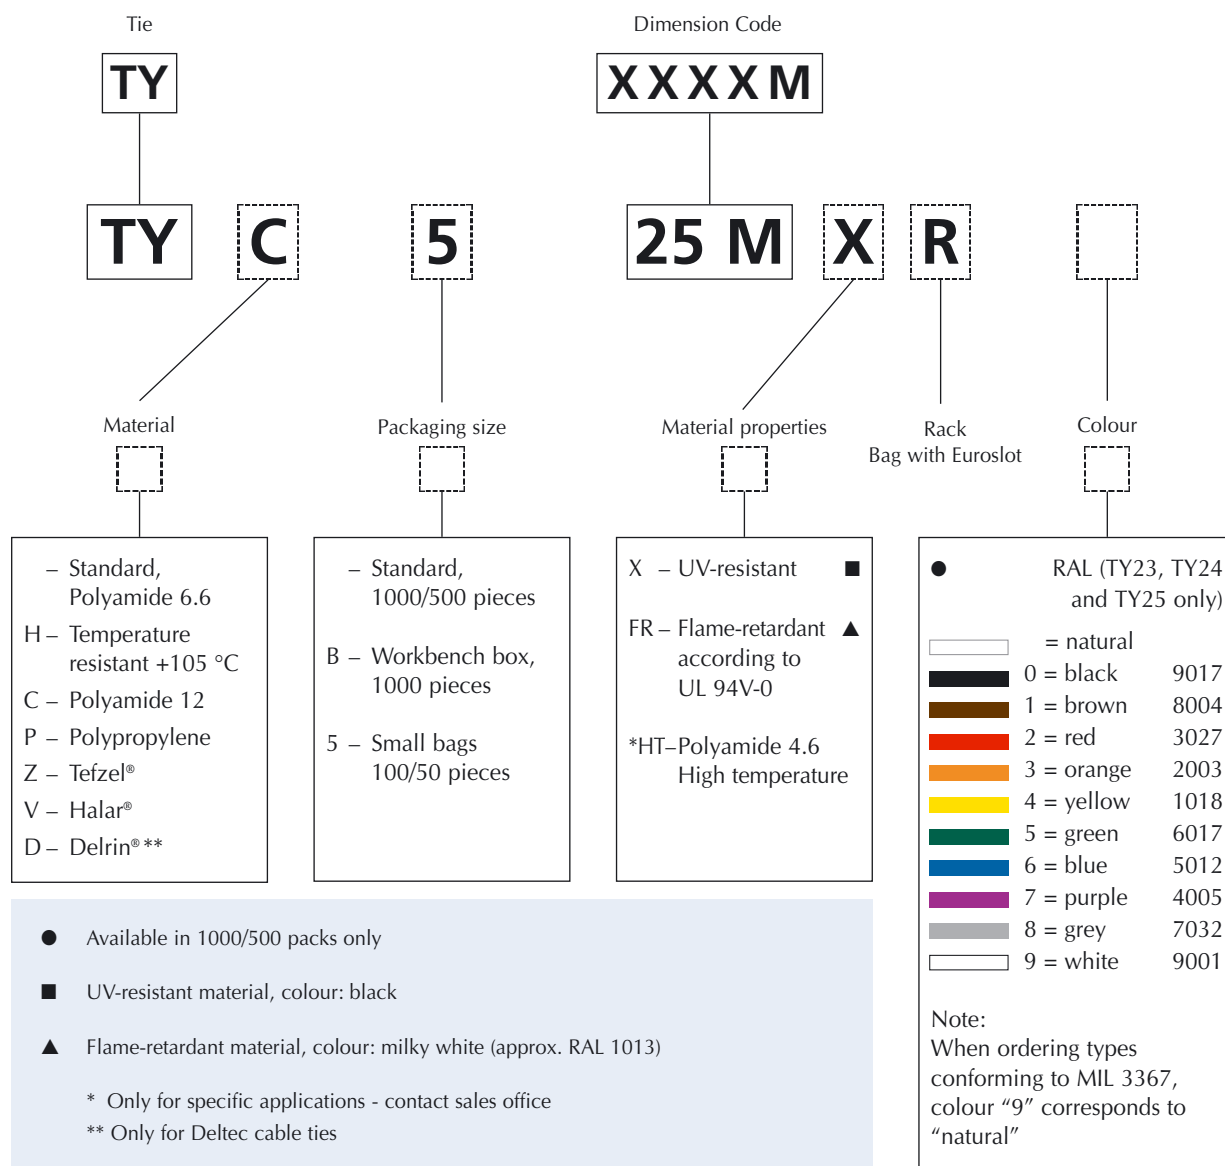 Tie
Dimension Code
TY
XXXXM
TY C 5 25 M X R
Material
Packaging size
Material properties
Rack
Bag with Euroslot
Colour
– Standard,
Polyamide 6.6
H – Temperature
resistant +105 °C
C – Polyamide 12
P – Polypropylene
Z – Tefzel®
V – Halar®
D – Delrin® **
– Standard,
1000/500 pieces
B – Workbench box,
1000 pieces
5 – Small bags
100/50 pieces
X – UV-resistant ■
FR – Flame-retardant ▲
according to
UL 94V-0
*HT–Polyamide 4.6
High temperature
● RAL (TY23, TY24
and TY25 only)
= natural
0 = black 9017
1 = brown 8004
2 = red 3027
3 = orange 2003
4 = yellow 1018
5 = green 6017
6 = blue 5012
7 = purple 4005
8 = grey 7032
9 = white 9001
Note:
When ordering types
conforming to MIL 3367,
colour “9” corresponds to
“natural”
● Available in 1000/500 packs only
■ UV-resistant material, colour: black
▲ Flame-retardant material, colour: milky white (approx. RAL 1013)
* Only for specific applications - contact sales office
** Only for Deltec cable ties